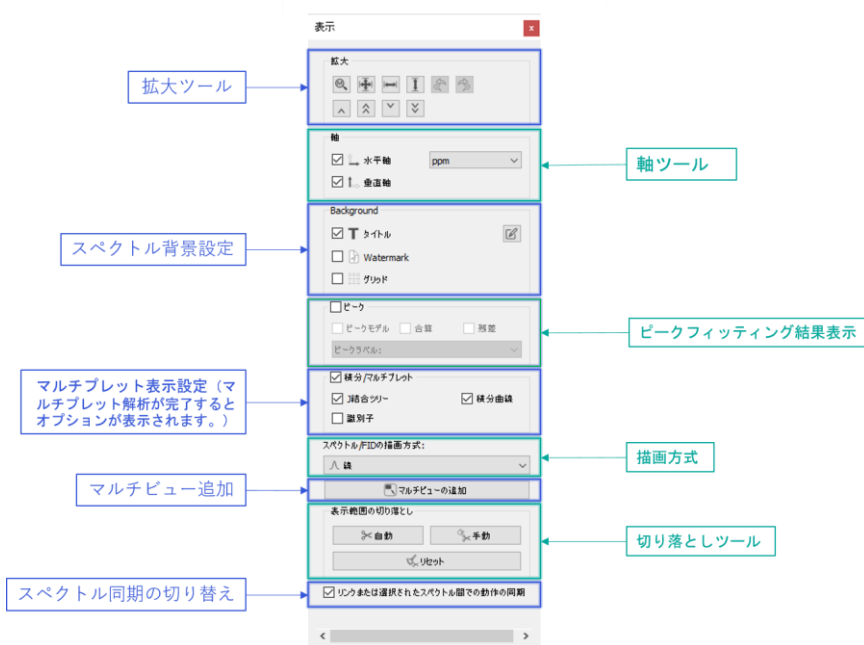 表示
x
拡大
拡大ツール
軸
水平軸
ppm
垂直軸
軸ツール
Background
タイトル
Watermark
グリッド
スペクトル背景設定
ピーク
ピークモデル
合算
残差
ピークラベル:
ピークフィッティング結果表示
積分/マルチプレット
J結合ツリー
積分曲線
識別子
マルチプレット表示設定（マ
ルチプレット解析が完了すると
オプションが表示されます。）
スペクトル/FIDの描画方式:
線
描画方式
マルチビューの追加
マルチビュー追加
表示範囲の切り落とし
自動
手動
リセット
切り落としツール
リンクまたは選択されたスペクトル間での動作の同期
スペクトル同期の切り替え